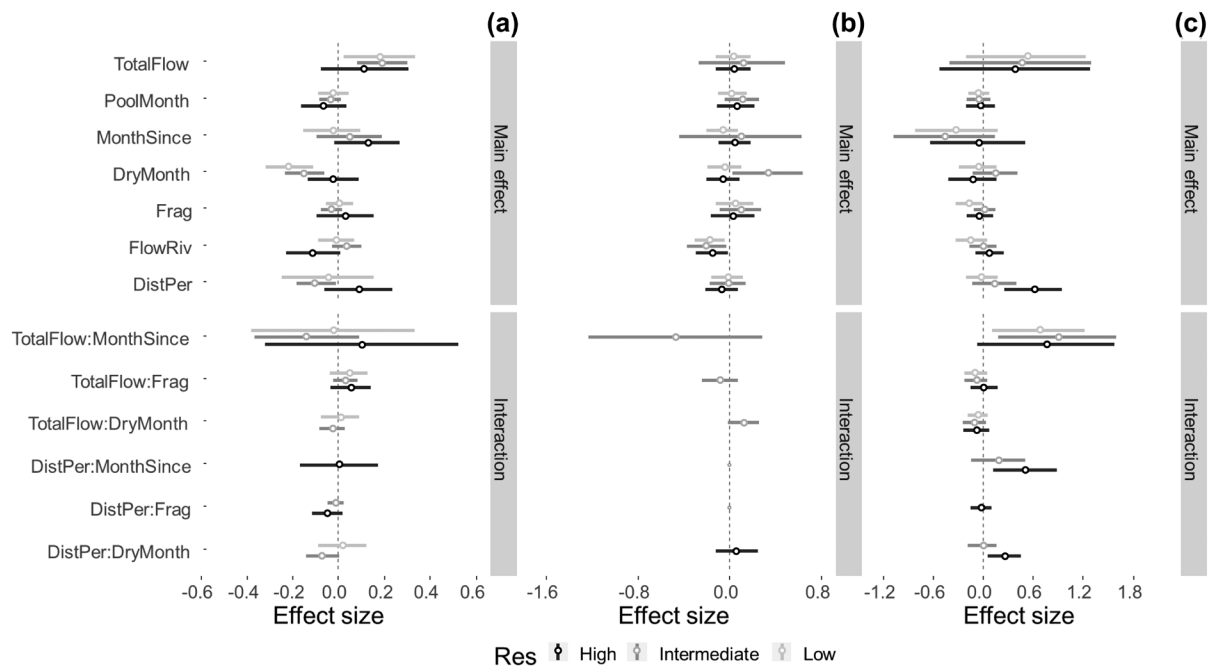 (a) (b) (c)
TotalFlow
PoolMonth
MonthSince
DryMonth
Frag
FlowRiv
DistPer
Main effect Main effect Main effect
TotalFlow:MonthSince
TotalFlow:Frag
TotalFlow:DryMonth
DistPer:MonthSince
DistPer:Frag
DistPer:DryMonth
Interaction Interaction Interaction
-0.6 -0.4 -0.2 0.0 0.2 0.4 0.6 -1.6 -0.8 0.0 0.8 -1.2 -0.6 0.0 0.6 1.2 1.8
Effect size Effect size Effect size
Res High Intermediate Low